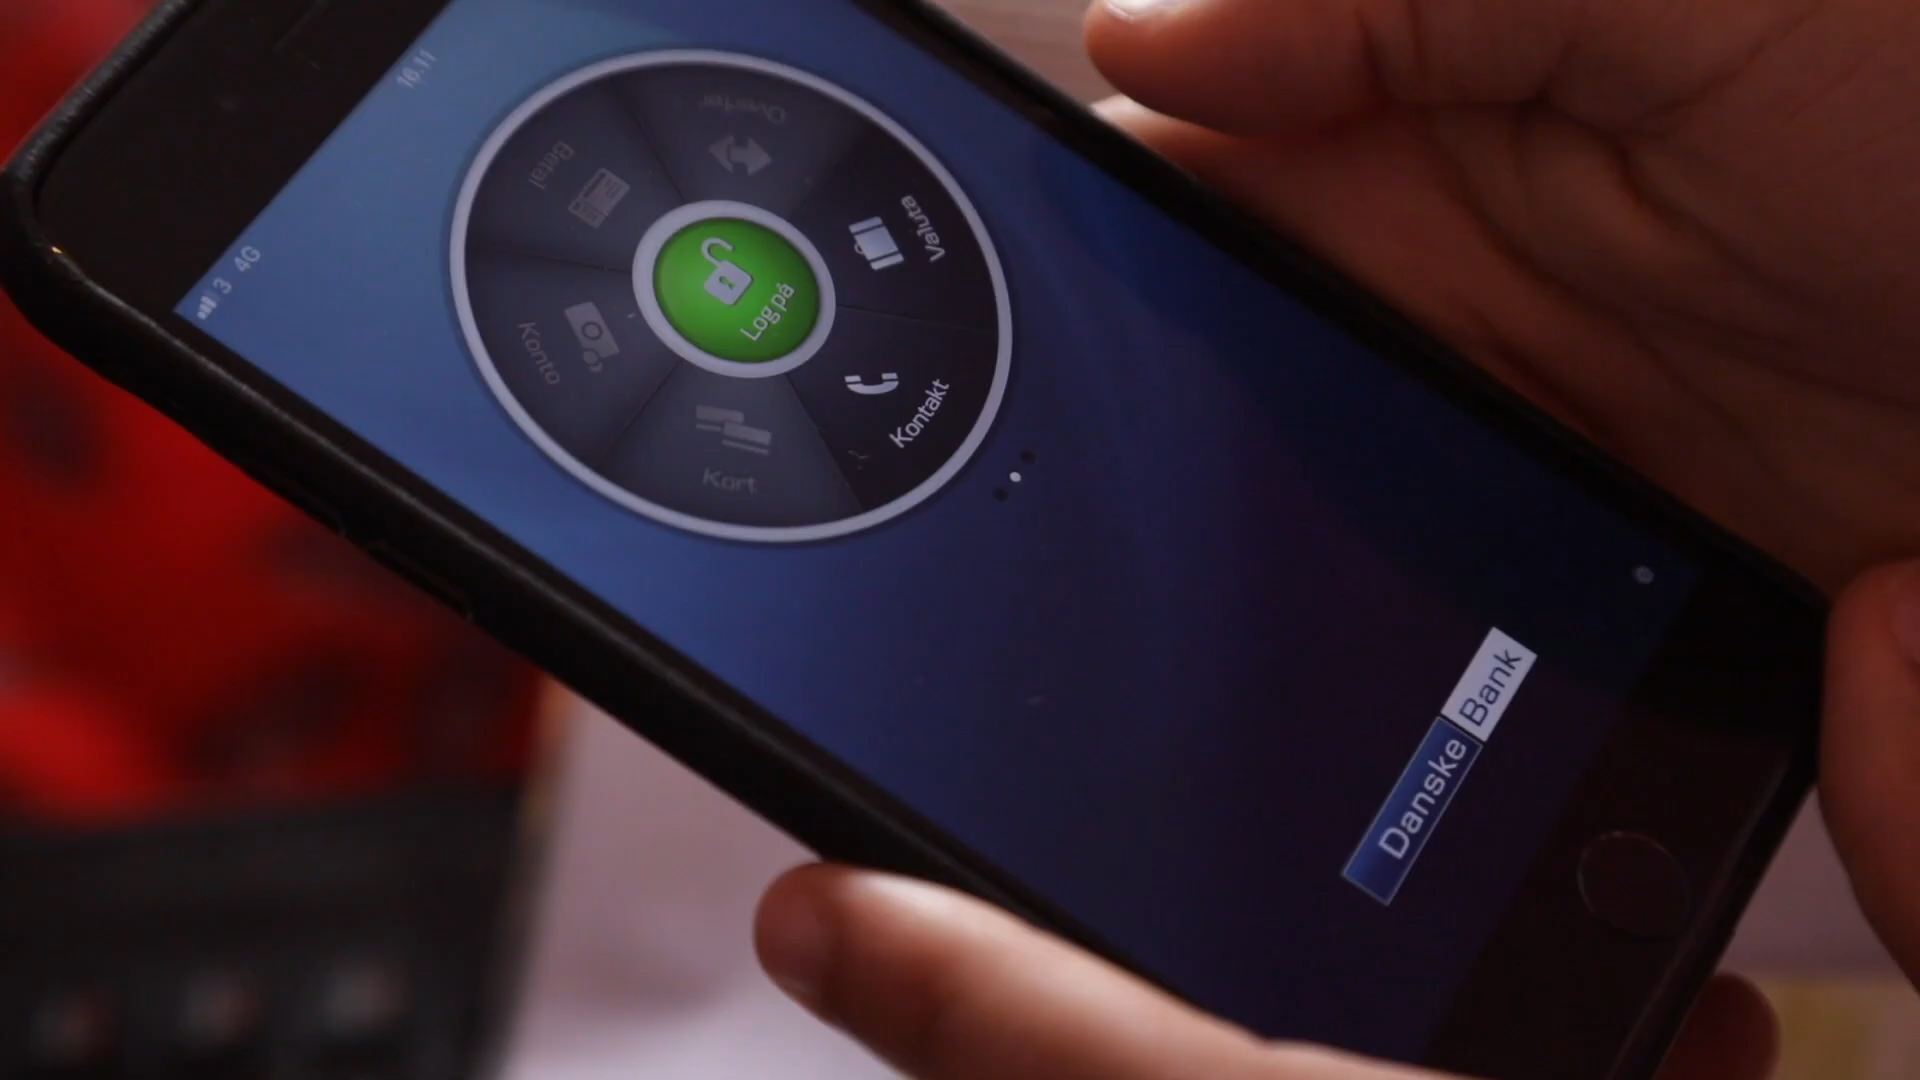 3 4G
16.11
Overfør
Betal
Valuta
Log på
Konto
Kontakt
Kort
Danske Bank